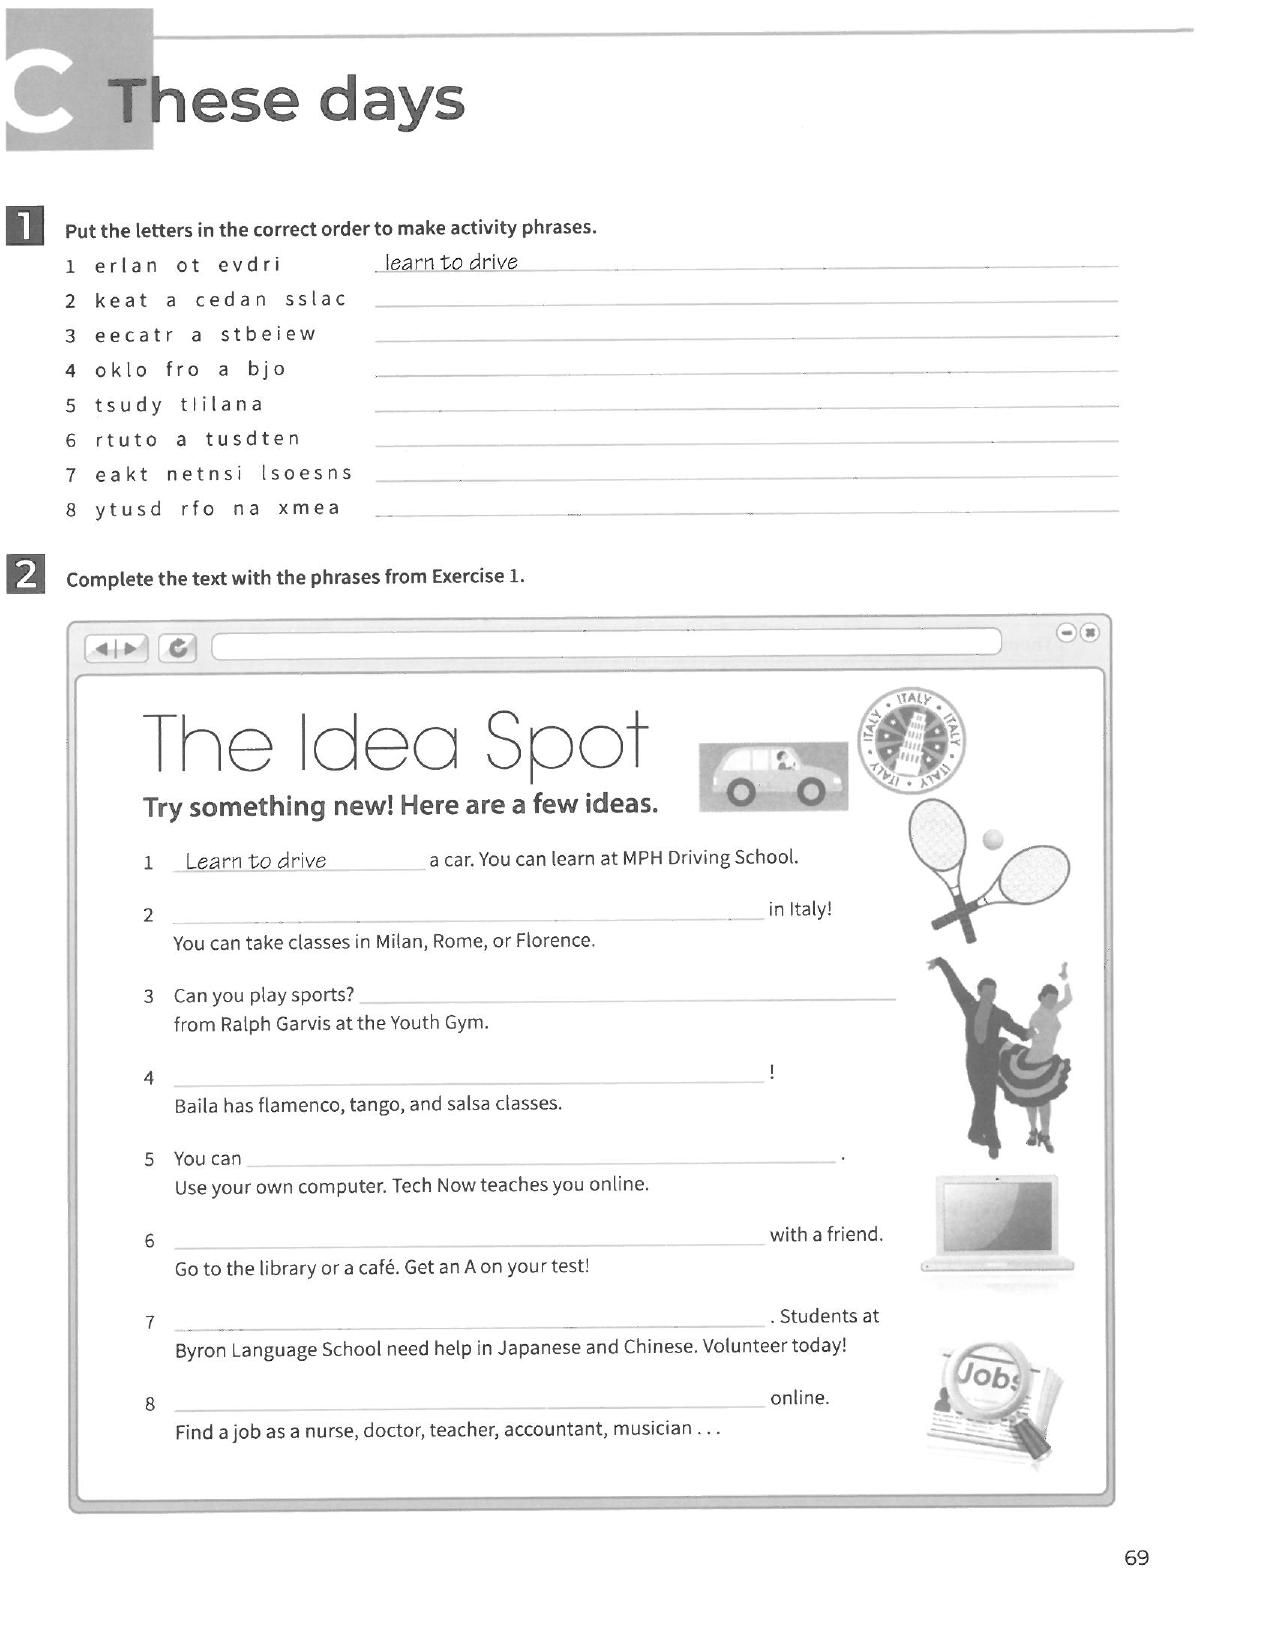 C These days
1 Put the letters in the correct order to make activity phrases.
1 erlan ot evdri learn to drive
2 keat a cedan sslac
3 eecatr a stbeiew
4 oklo fro a bjo
5 tsudy tlilana
6 rtuto a tusdten
7 eakt netnsi lsoesns
8 ytusd rfo na xmea
2 Complete the text with the phrases from Exercise 1.
The Idea Spot
ITALY · ITALY · ITALY · ITALY · ITALY · ITALY
Try something new! Here are a few ideas.
1 Learn to drive a car. You can learn at MPH Driving School.
2 in Italy!
You can take classes in Milan, Rome, or Florence.
3 Can you play sports?
from Ralph Garvis at the Youth Gym.
4 !
Baila has flamenco, tango, and salsa classes.
5 You can .
Use your own computer. Tech Now teaches you online.
6 with a friend.
Go to the library or a café. Get an A on your test!
7 . Students at
Byron Language School need help in Japanese and Chinese. Volunteer today!
Jobs
8 online.
Find a job as a nurse, doctor, teacher, accountant, musician ...
69